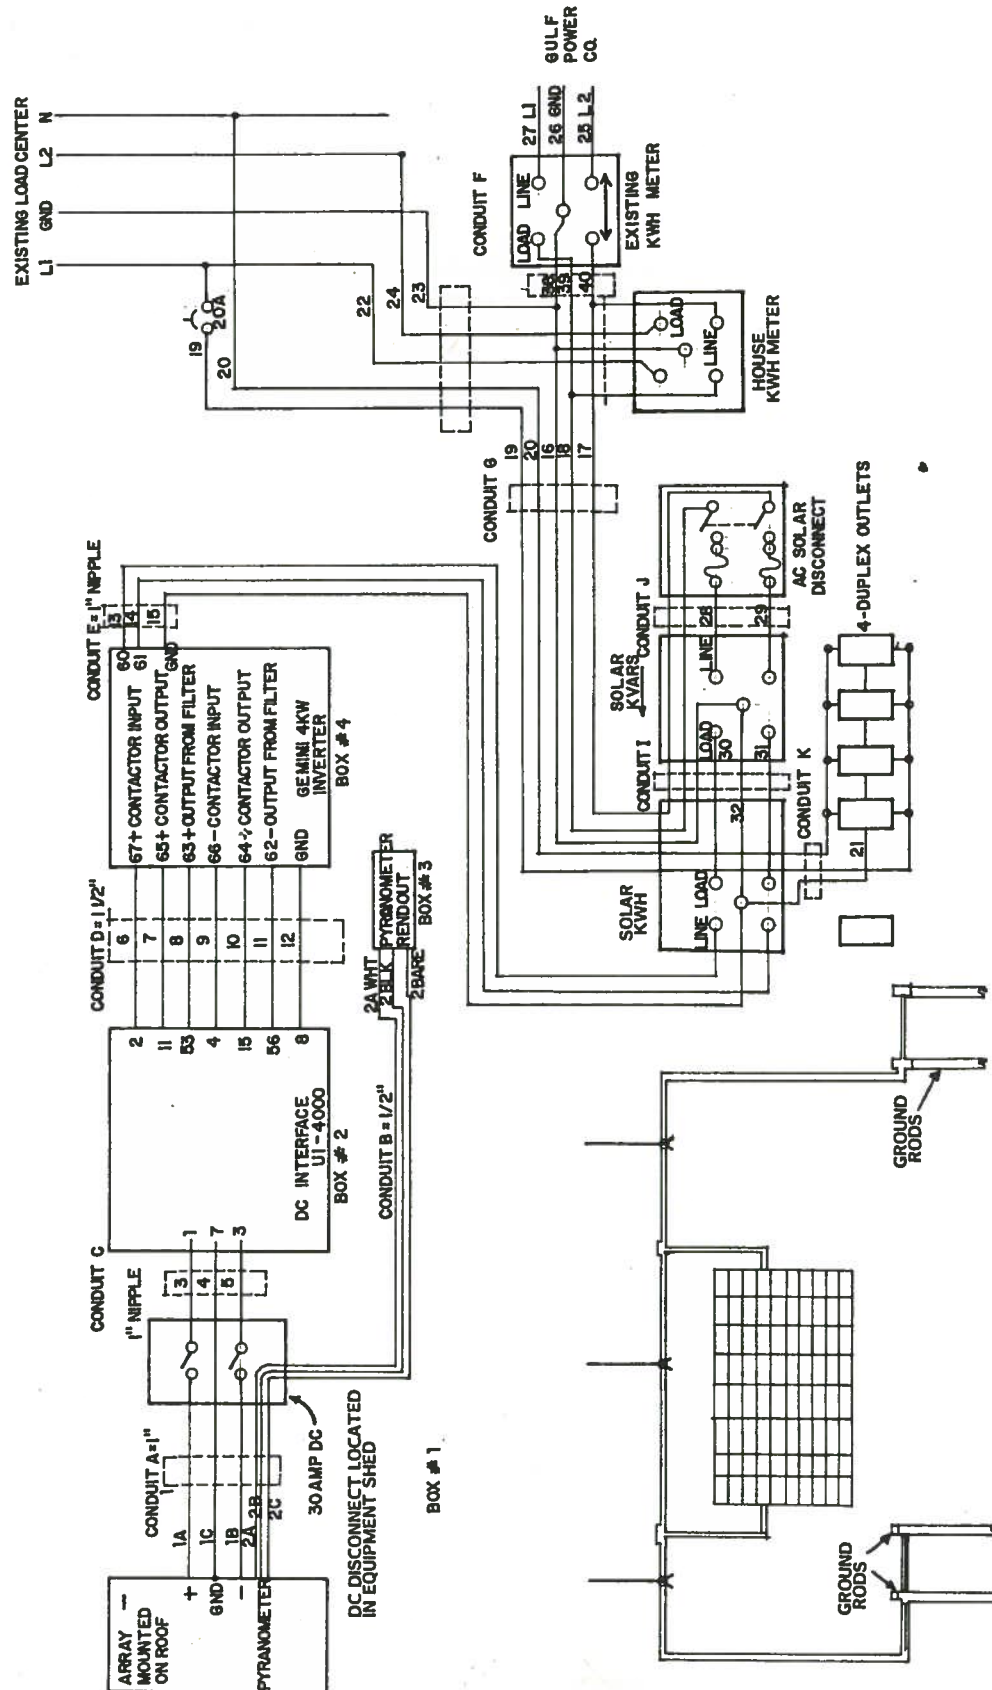 ARRAY —
MOUNTED
ON ROOF
+
GND
-
PYRANOMETER
1A
1C
1B
2A
2B
2C
CONDUIT A=1"
30 AMP DC
DC DISCONNECT LOCATED
IN EQUIPMENT SHED
BOX #1
1" NIPPLE
CONDUIT C
3
4
5
1
7
3
DC INTERFACE
UI-4000
BOX #2
CONDUIT B=1/2"
2
11
53
4
15
56
8
CONDUIT D=1 1/2"
6
7
8
9
10
11
12
2A WHT
2 BLK
2 BARE
PYRANOMETER
RENDOUT
BOX #3
67+ CONTACTOR INPUT
65+ CONTACTOR OUTPUT
63+ OUTPUT FROM FILTER
66- CONTACTOR INPUT
64-/ CONTACTOR OUTPUT
62- OUTPUT FROM FILTER
GND
GEMINI 4KW
INVERTER
BOX #4
60
61
GND
CONDUIT E=1" NIPPLE
13
14
15
EXISTING LOAD CENTER
L1
GND
L2
N
20A
19
20
22
24
23
CONDUIT F
LOAD LINE
27 L1
26 GND
25 L2
GULF
POWER
CO.
EXISTING
KWH METER
38
39
40
LOAD
LINE
HOUSE
KWH METER
CONDUIT G
19
20
16
18
17
SOLAR
KWH
LINE LOAD
CONDUIT I
30
32
31
SOLAR
KVARS
LOAD
LINE
CONDUIT J
28
29
AC SOLAR
DISCONNECT
CONDUIT K
21
4-DUPLEX OUTLETS
GROUND
RODS
GROUND
RODS